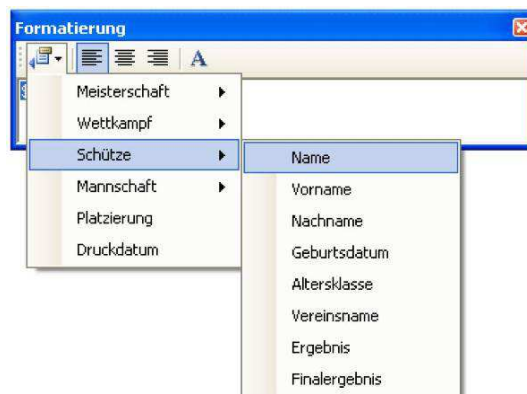 Formatierung
A
Meisterschaft
Wettkampf
Schütze
Mannschaft
Platzierung
Druckdatum
Name
Vorname
Nachname
Geburtsdatum
Altersklasse
Vereinsname
Ergebnis
Finalergebnis